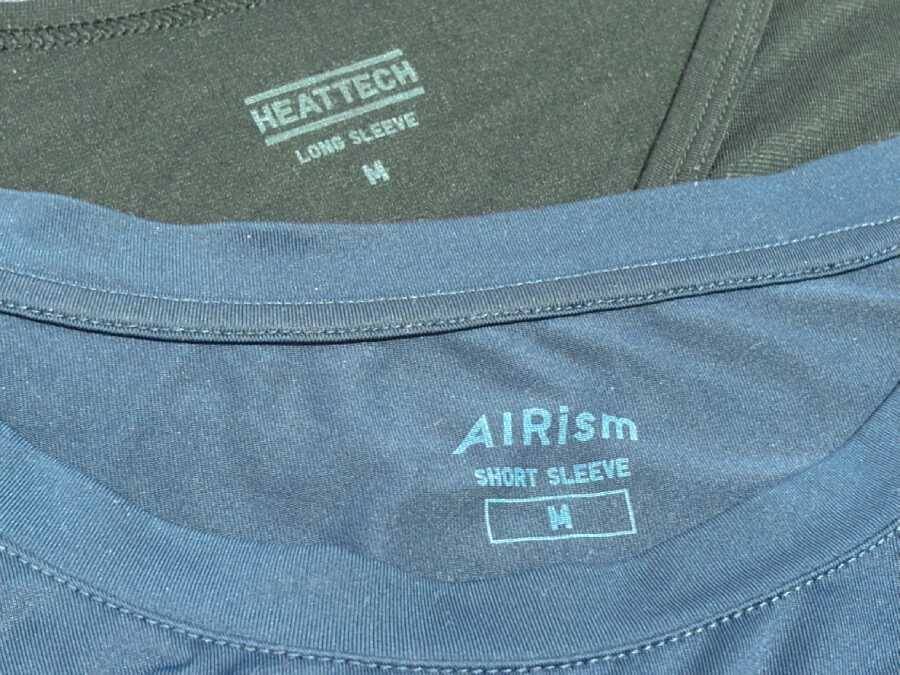 HEATTECH
LONG SLEEVE
M
AIRism
SHORT SLEEVE
M